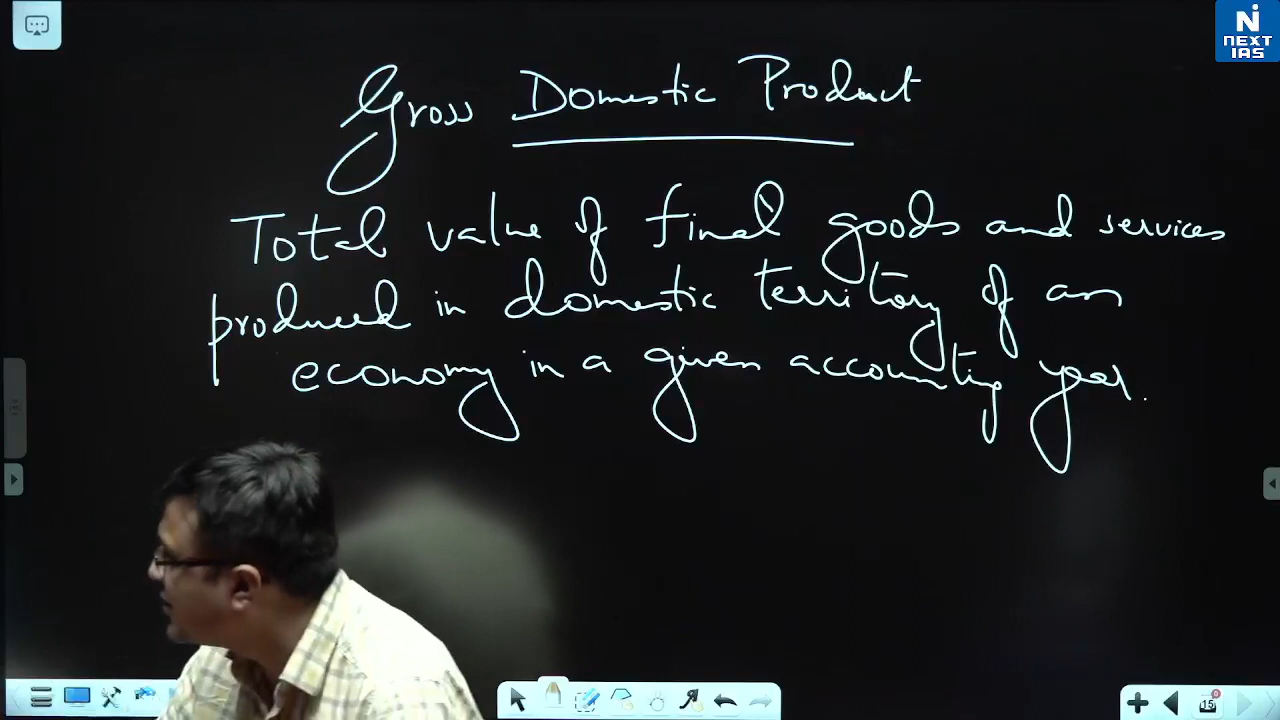 NEXT
IAS
Gross Domestic Product
Total value of final goods and services
produced in domestic territory of an
economy in a given accounting year.
15